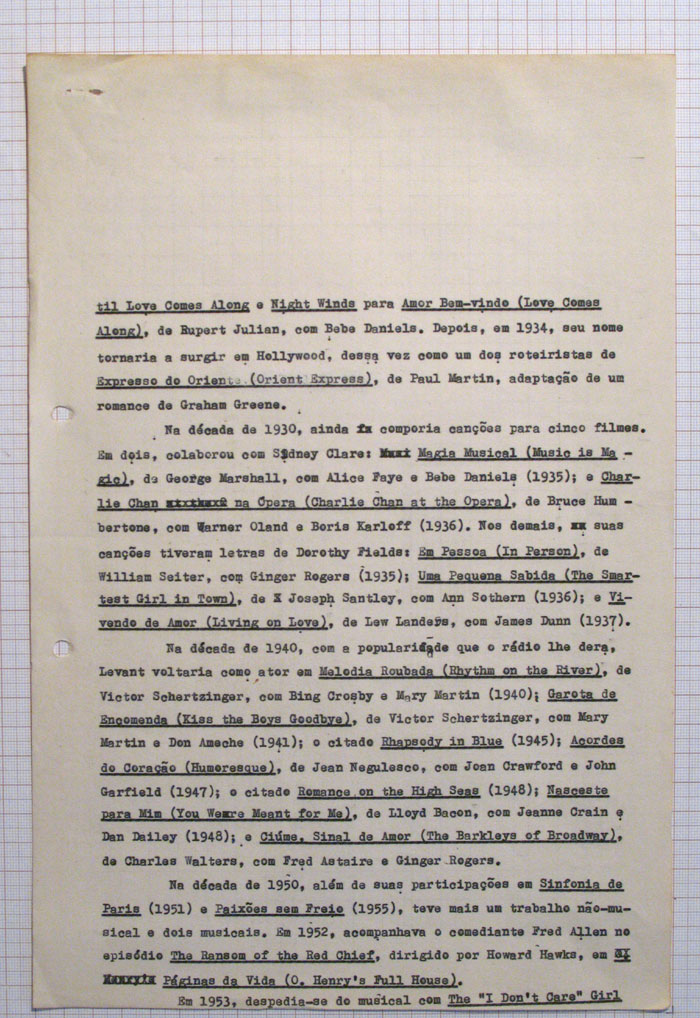 til Love Comes Along e Night Winds para Amor Bem-vindo (Love Comes
Along), de Rupert Julian, com Bebe Daniels. Depois, em 1934, seu nome
tornaria a surgir em Hollywood, dessa vez como um dos roteiristas de
Expresso do Oriente (Orient Express), de Paul Martin, adaptação de um
romance de Graham Greene.
Na década de 1930, ainda comporia canções para cinco filmes.
Em dois, colaborou com Sydney Clare: Magia Musical (Music is Ma-
gic), de George Marshall, com Alice Faye e Bebe Daniels (1935); e Char-
lie Chan na Ópera (Charlie Chan at the Opera), de Bruce Hum-
bertone, com Warner Oland e Boris Karloff (1936). Nos demais, suas
canções tiveram letras de Dorothy Fields: Em Pessoa (In Person), de
William Seiter, com Ginger Rogers (1935); Uma Pequena Sabida (The Smar-
test Girl in Town), de Joseph Santley, com Ann Sothern (1936); e Vi-
vendo de Amor (Living on Love), de Lew Landers, com James Dunn (1937).
Na década de 1940, com a popularidade que o rádio lhe dera,
Levant voltaria como ator em Melodia Roubada (Rhythm on the River), de
Victor Schertzinger, com Bing Crosby e Mary Martin (1940); Garota de
Encomenda (Kiss the Boys Goodbye), de Victor Schertzinger, com Mary
Martin e Don Ameche (1941); o citado Rhapsody in Blue (1945); Acordes
do Coração (Humoresque), de Jean Negulesco, com Joan Crawford e John
Garfield (1947); o citado Romance on the High Seas (1948); Nasceste
para Mim (You Were Meant for Me), de Lloyd Bacon, com Jeanne Crain e
Dan Dailey (1948); e Ciúme, Sinal de Amor (The Barkleys of Broadway),
de Charles Walters, com Fred Astaire e Ginger Rogers.
Na década de 1950, além de suas participações em Sinfonia de
Paris (1951) e Paixões sem Freio (1955), teve mais um trabalho não-mu-
sical e dois musicais. Em 1952, acompanhava o comediante Fred Allen no
episódio The Ransom of the Red Chief, dirigido por Howard Hawks, em
Páginas da Vida (O. Henry's Full House).
Em 1953, despedia-se do musical com The "I Don't Care" Girl